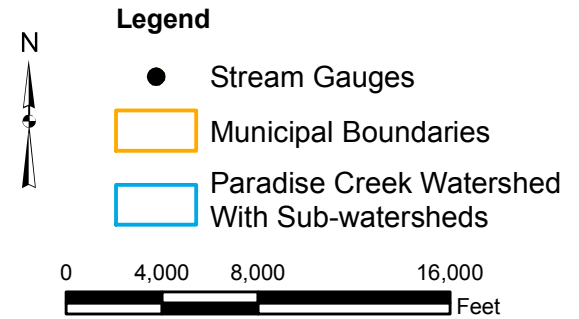 Legend
N
Stream Gauges
Municipal Boundaries
Paradise Creek Watershed
With Sub-watersheds
0 4,000 8,000 16,000
Feet